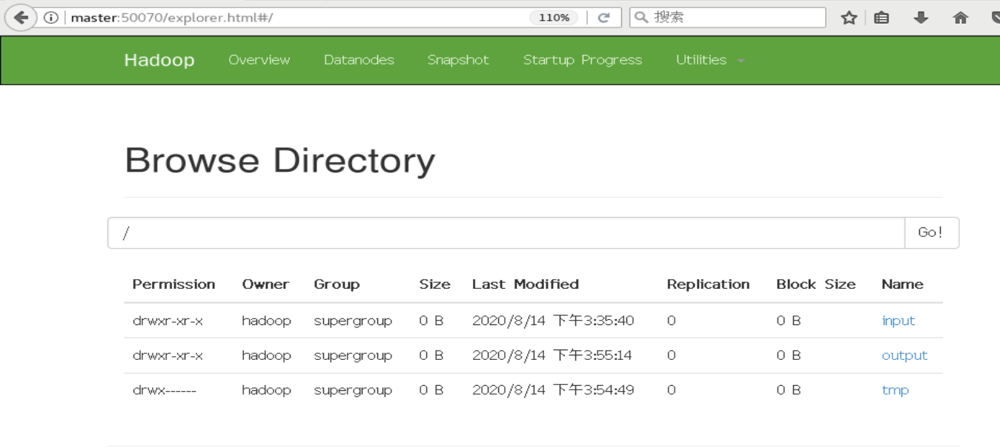 master:50070/explorer.html#/ 110% 搜索
Hadoop Overview Datanodes Snapshot Startup Progress Utilities
Browse Directory
/ Go!
Permission Owner Group Size Last Modified Replication Block Size Name
drwxr-xr-x hadoop supergroup 0 B 2020/8/14 下午3:35:40 0 0 B input
drwxr-xr-x hadoop supergroup 0 B 2020/8/14 下午3:55:14 0 0 B output
drwx------ hadoop supergroup 0 B 2020/8/14 下午3:54:49 0 0 B tmp